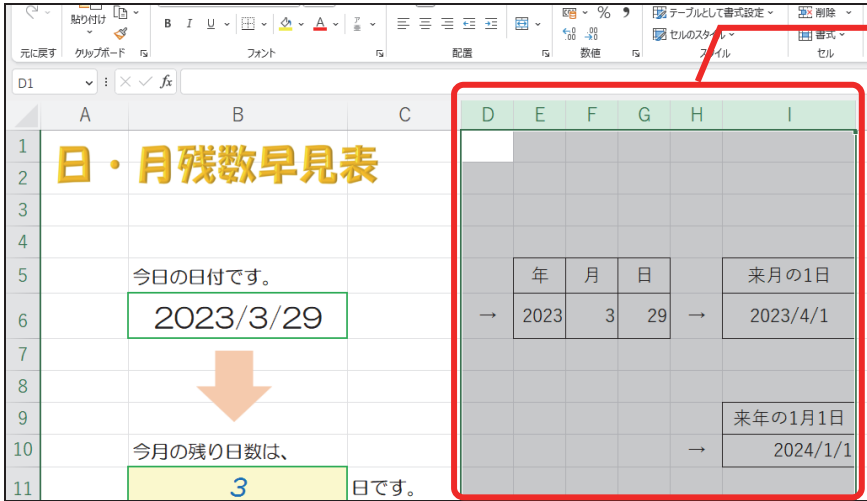 貼り付け
B I U A
% 9
テーブルとして書式設定
削除
セルのスタイル
書式
元に戻す クリップボード フォント 配置 数値 スタイル セル
D1 fx
A B C D E F G H I
1
日・月残数早見表
2
3
4
5 今日の日付です。 年 月 日 来月の1日
6 2023/3/29 → 2023 3 29 → 2023/4/1
7
8
9 来年の1月1日
10 今月の残り日数は、 → 2024/1/1
11 3 日です。